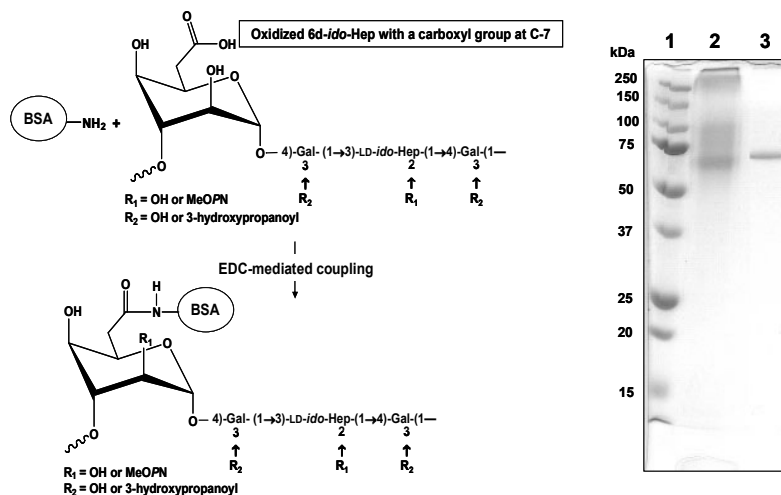 Oxidized 6d-ido-Hep with a carboxyl group at C-7
O
OH
OH
OH
O
BSA
NH2 +
O
O
4)-Gal- (1→3)-LD-ido-Hep-(1→4)-Gal-(1—
3 2 3
R2 R1 R2
R1 = OH or MeOPN
R2 = OH or 3-hydroxypropanoyl
EDC-mediated coupling
H
O
N
BSA
OH
R1
O
O
O
4)-Gal- (1→3)-LD-ido-Hep-(1→4)-Gal-(1—
3 2 3
R2 R1 R2
R1 = OH or MeOPN
R2 = OH or 3-hydroxypropanoyl
kDa 1 2 3
250
150
100
75
50
37
25
20
15